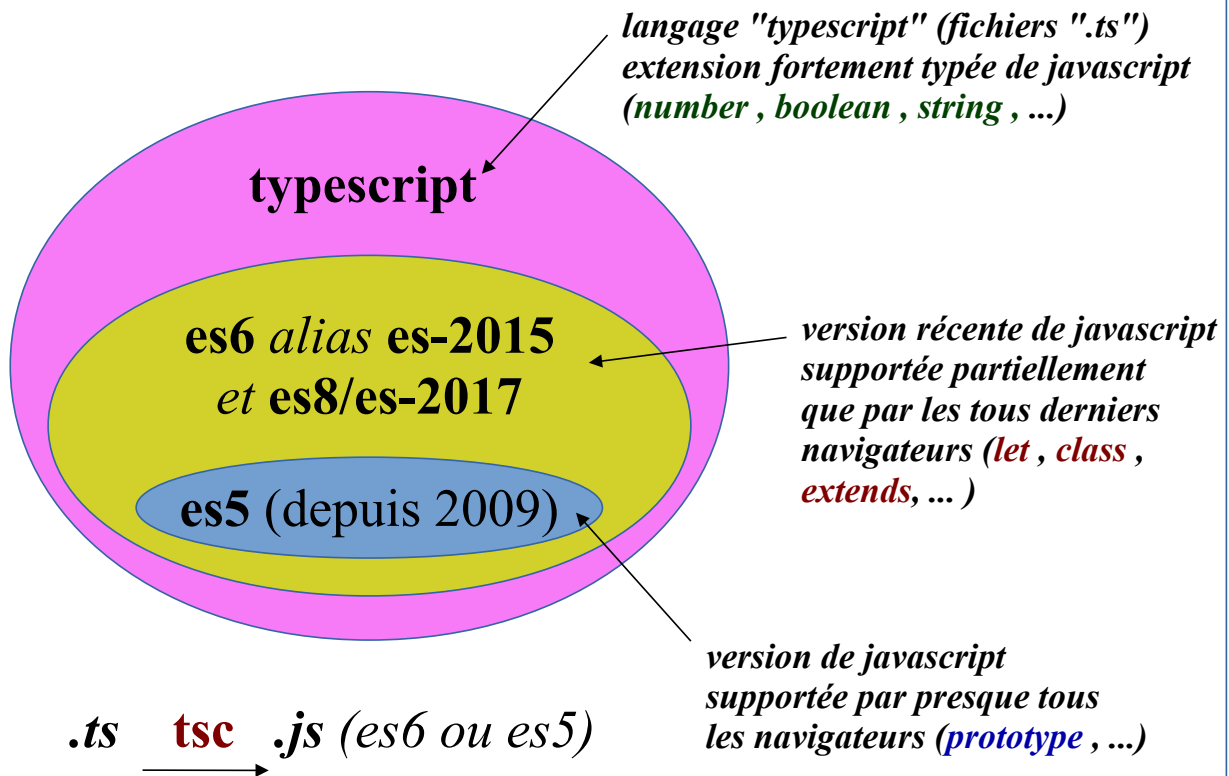 langage "typescript" (fichiers ".ts")
extension fortement typée de javascript
(number , boolean , string , ...)
typescript
es6 alias es-2015
et es8/es-2017
version récente de javascript
supportée partiellement
que par les tous derniers
navigateurs (let , class ,
extends, ... )
es5 (depuis 2009)
version de javascript
supportée par presque tous
les navigateurs (prototype , ...)
.ts tsc .js (es6 ou es5)